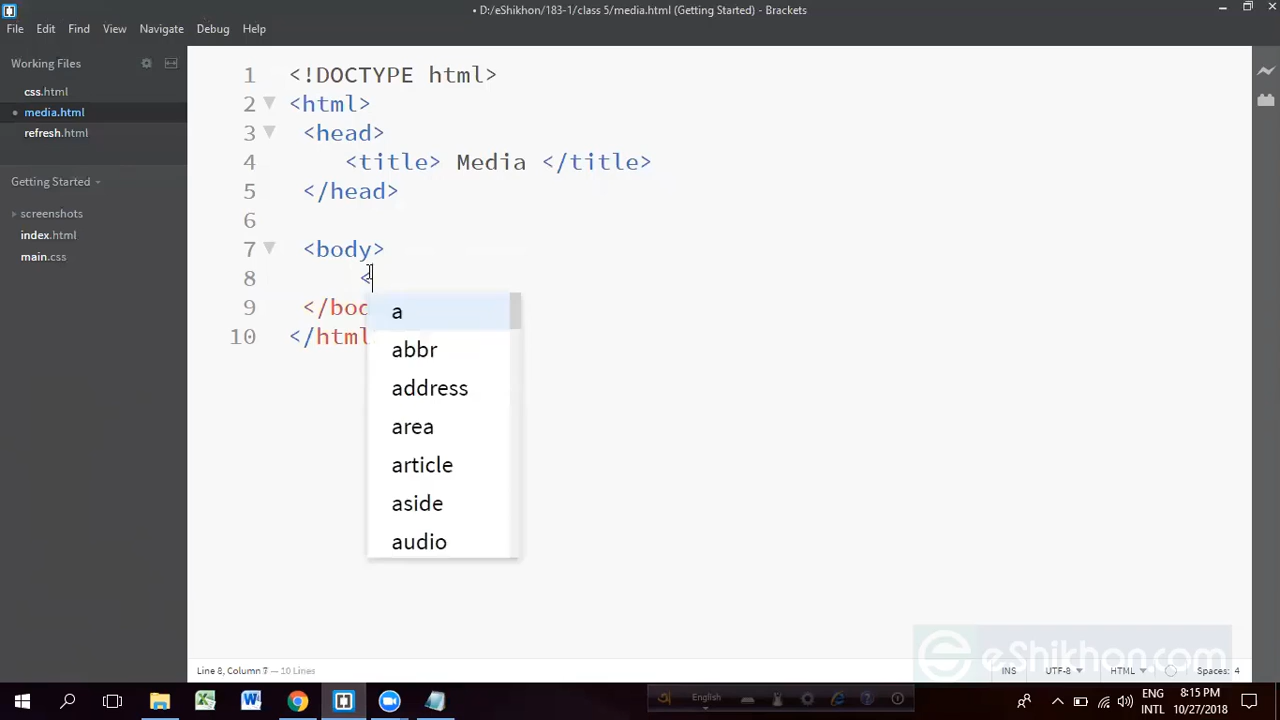 • D:/eShikhon/183-1/class 5/media.html (Getting Started) - Brackets
File Edit Find View Navigate Debug Help
Working Files
css.html
media.html
refresh.html
Getting Started
screenshots
index.html
main.css
1 <!DOCTYPE html>
2 <html>
3 <head>
4 <title> Media </title>
5 </head>
6
7 <body>
8 <
9 </bod
10 </html
a
abbr
address
area
article
aside
audio
eShikhon.com
Line 8, Column 7 — 10 Lines
INS UTF-8 HTML Spaces: 4
English
ENG
INTL
8:15 PM
10/27/2018